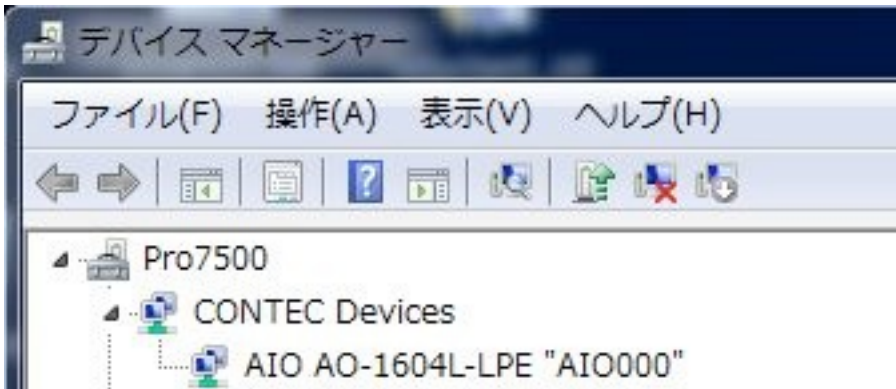 デバイス マネージャー
ファイル(F) 操作(A) 表示(V) ヘルプ(H)
Pro7500
CONTEC Devices
AIO AO-1604L-LPE "AIO000"